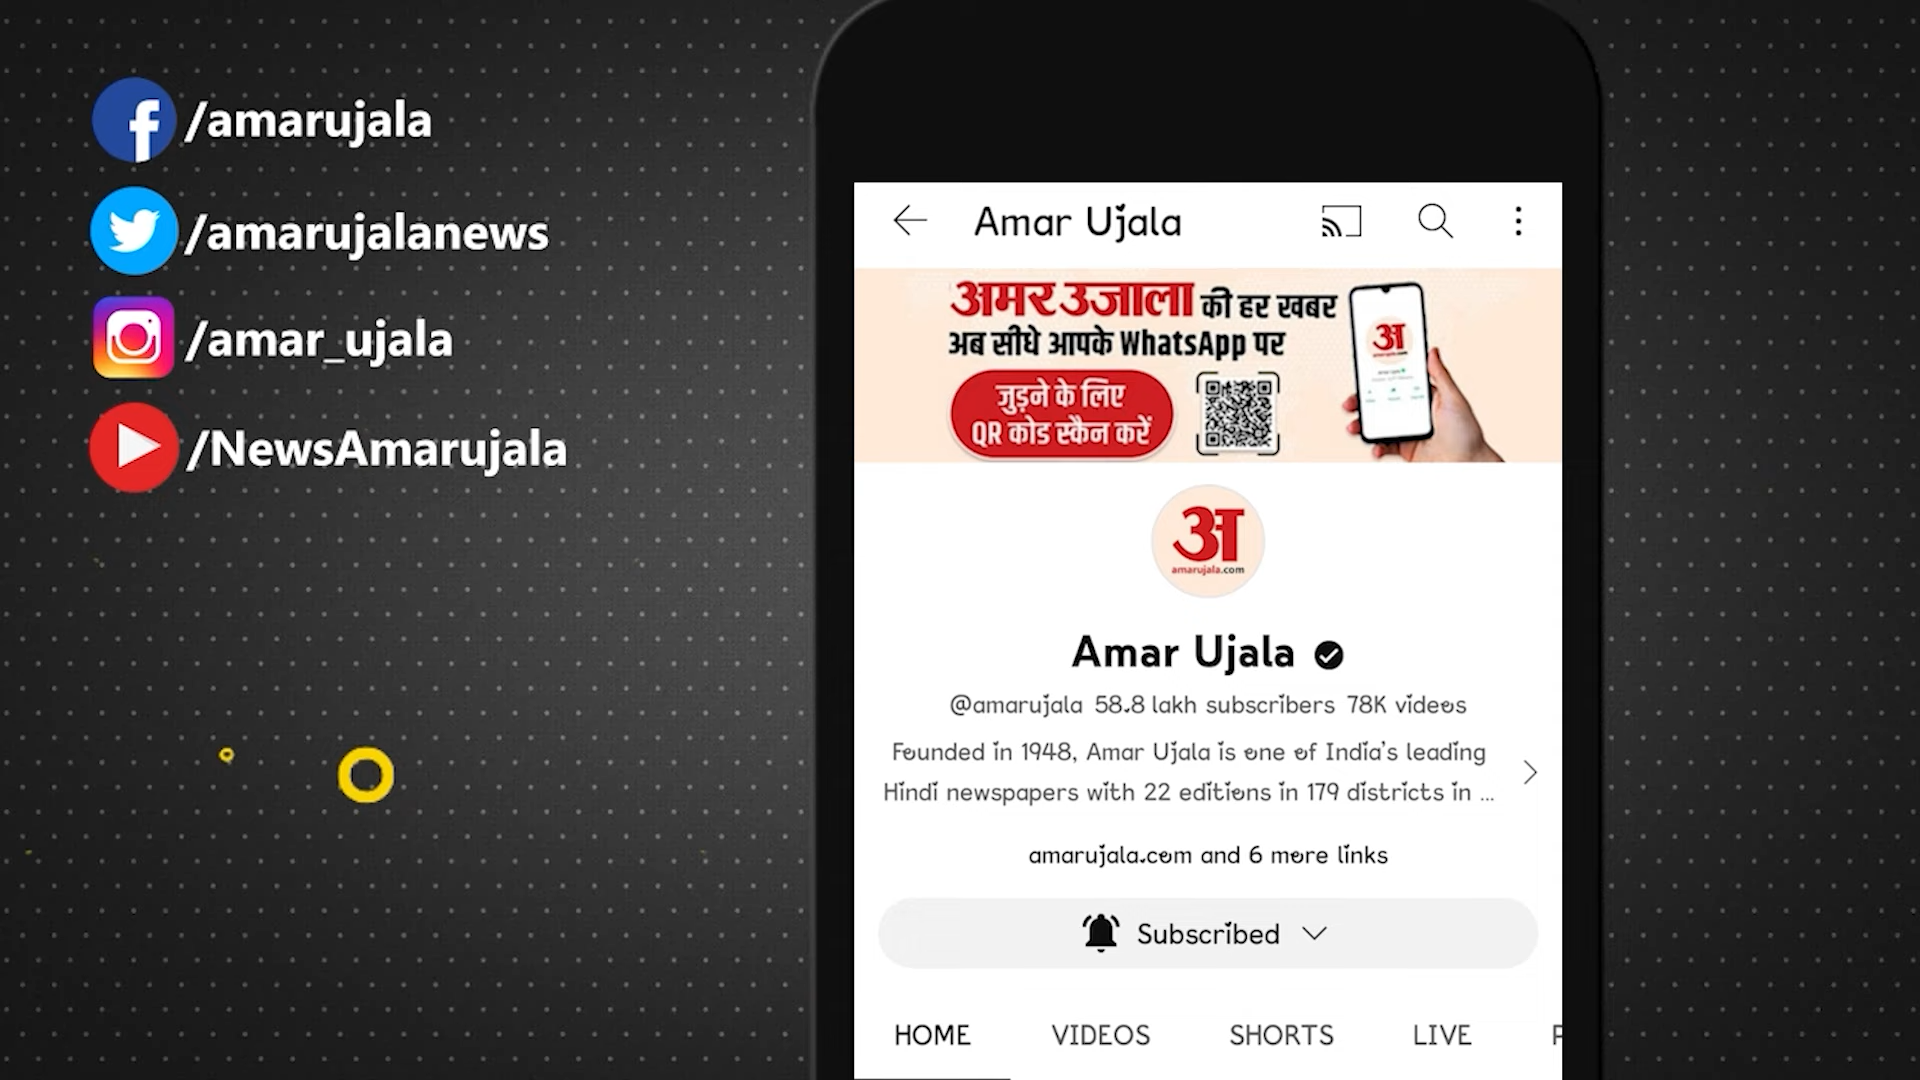 /amarujala
/amarujalanews
/amar_ujala
/NewsAmarujala
Amar Ujala
अमर उजाला की हर खबर
अब सीधे आपके WhatsApp पर
जुड़ने के लिए
QR कोड स्कैन करें
अ
अ
amarujala.com
Amar Ujala
@amarujala 58.8 lakh subscribers 78K videos
Founded in 1948, Amar Ujala is one of India's leading
Hindi newspapers with 22 editions in 179 districts in ...
amarujala.com and 6 more links
Subscribed
HOME VIDEOS SHORTS LIVE